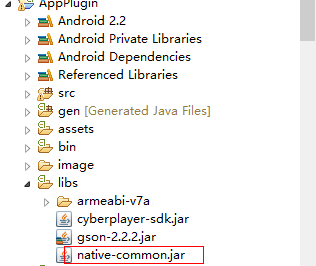 AppPlugin
Android 2.2
Android Private Libraries
Android Dependencies
Referenced Libraries
src
gen [Generated Java Files]
assets
bin
image
libs
armeabi-v7a
cyberplayer-sdk.jar
gson-2.2.2.jar
native-common.jar